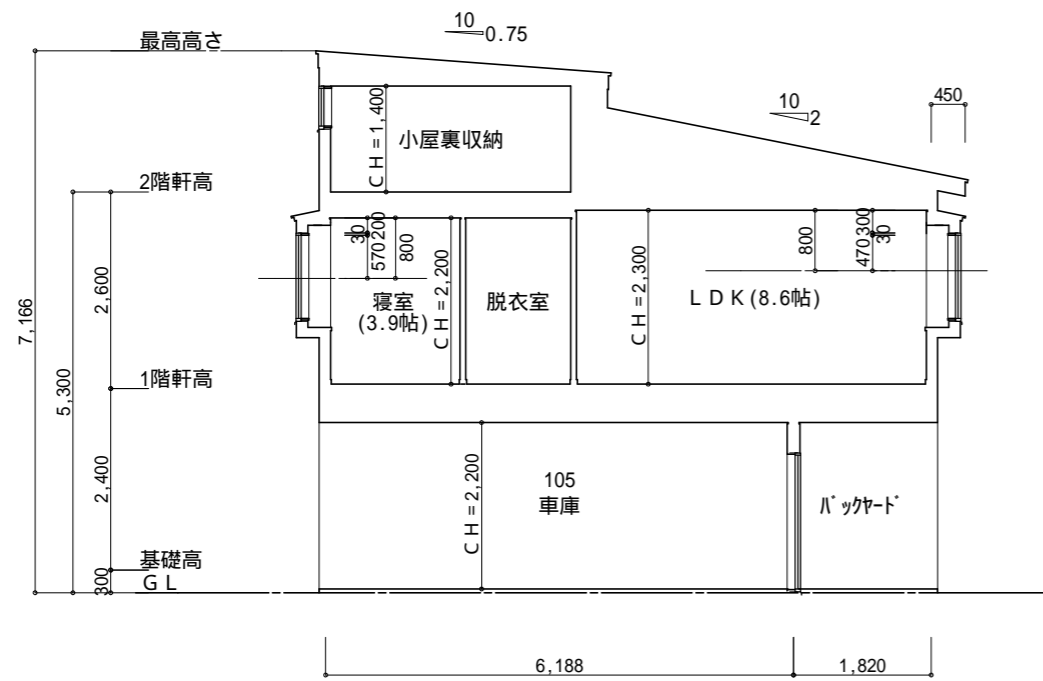 10
0.75
最高高さ
10
2
450
CH=1,400
小屋裏収納
2階軒高
30
200
570
800
CH=2,200
寝室
(3.9帖)
脱衣室
CH=2,300
LDK(8.6帖)
800
300
30
470
7,166
5,300
2,600
1階軒高
2,400
CH=2,200
105
車庫
ﾊﾞｯｸﾔｰﾄﾞ
基礎高
300
GL
6,188
1,820